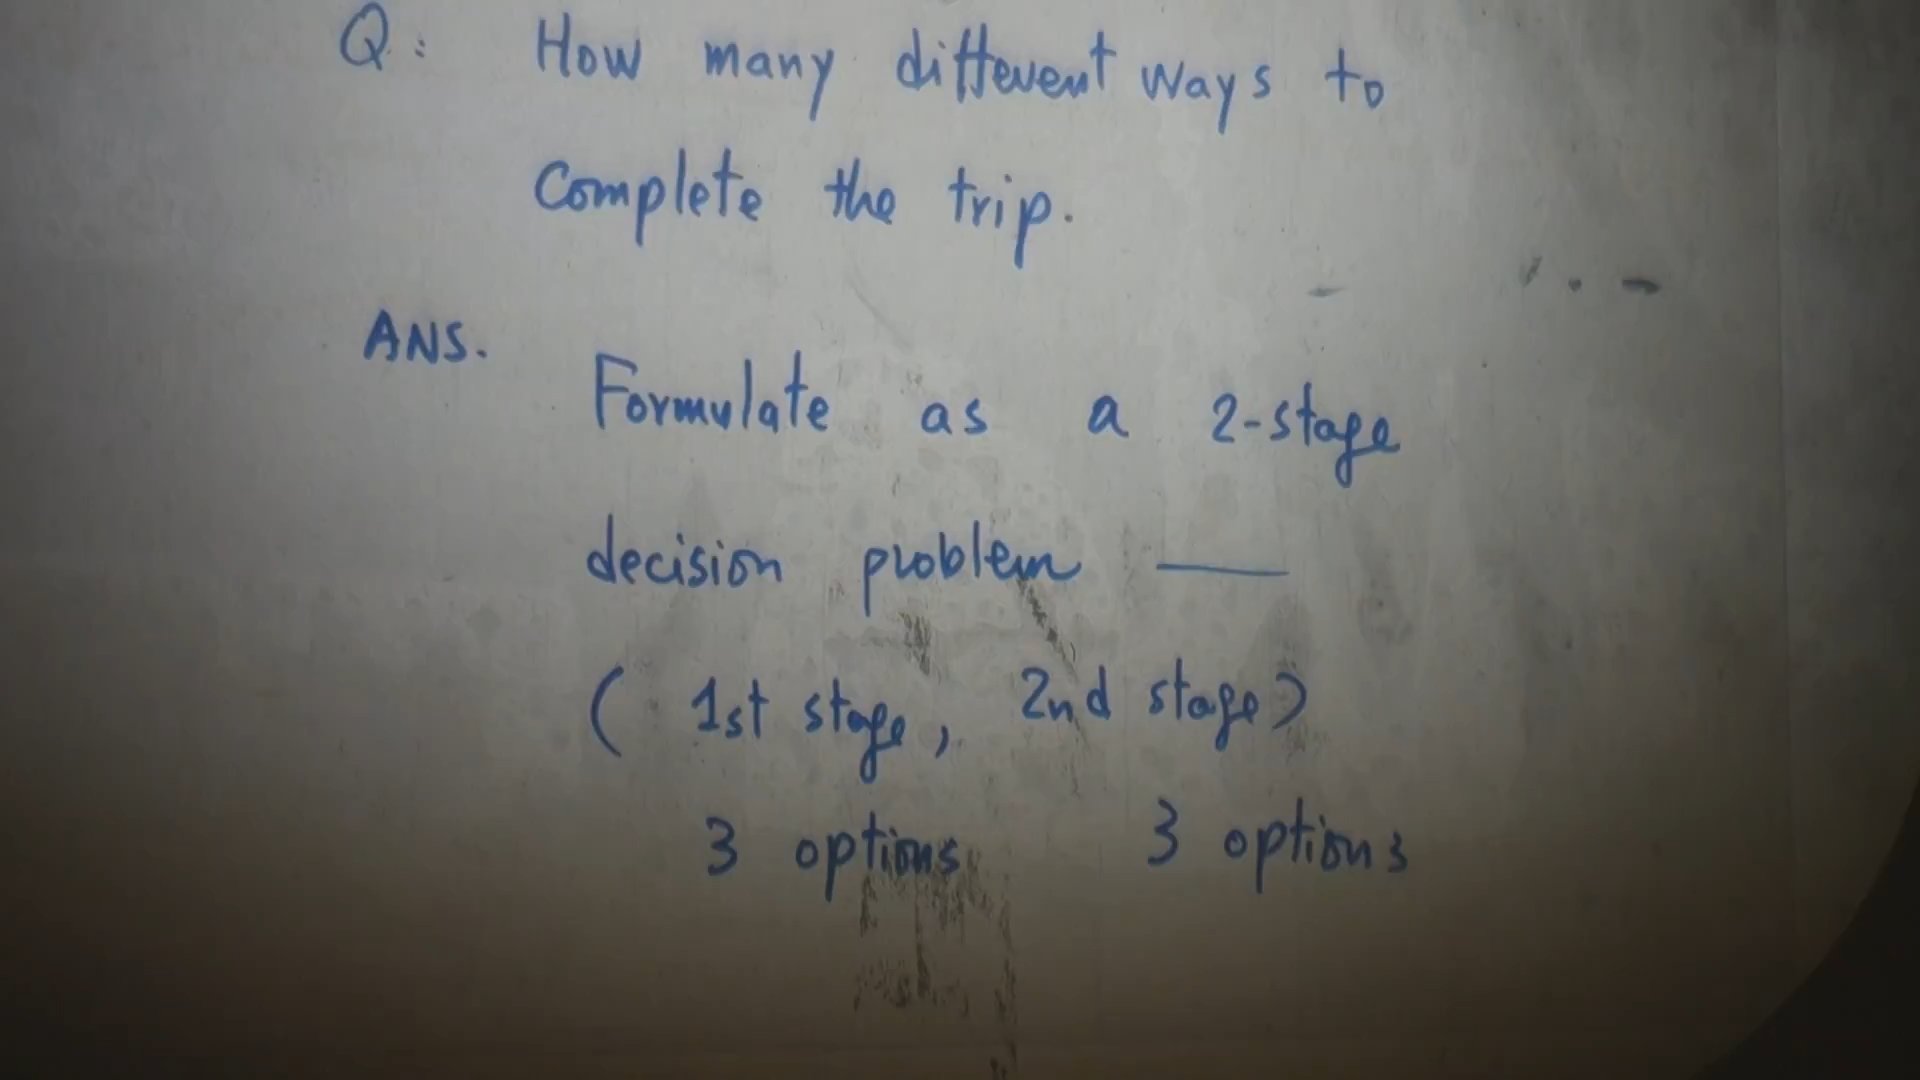 Q: How many different ways to
Complete the trip.
ANS.
Formulate as a 2-stage
decision problem —
( 1st stage, 2nd stage)
3 options 3 options